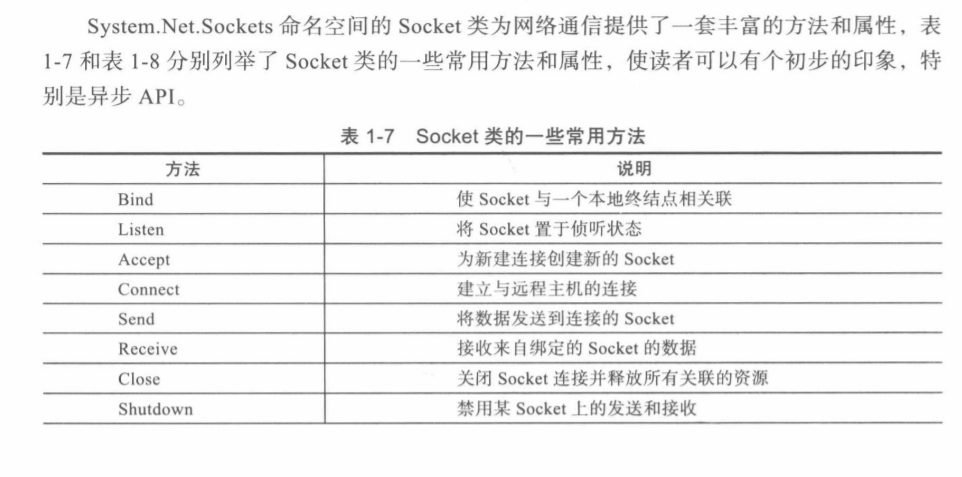 System.Net.Sockets 命名空间的 Socket 类为网络通信提供了一套丰富的方法和属性，表
1-7 和表 1-8 分别列举了 Socket 类的一些常用方法和属性，使读者可以有个初步的印象，特
别是异步 API。
表 1-7 Socket 类的一些常用方法
方法 说明
Bind 使 Socket 与一个本地终结点相关联
Listen 将 Socket 置于侦听状态
Accept 为新建连接创建新的 Socket
Connect 建立与远程主机的连接
Send 将数据发送到连接的 Socket
Receive 接收来自绑定的 Socket 的数据
Close 关闭 Socket 连接并释放所有关联的资源
Shutdown 禁用某 Socket 上的发送和接收